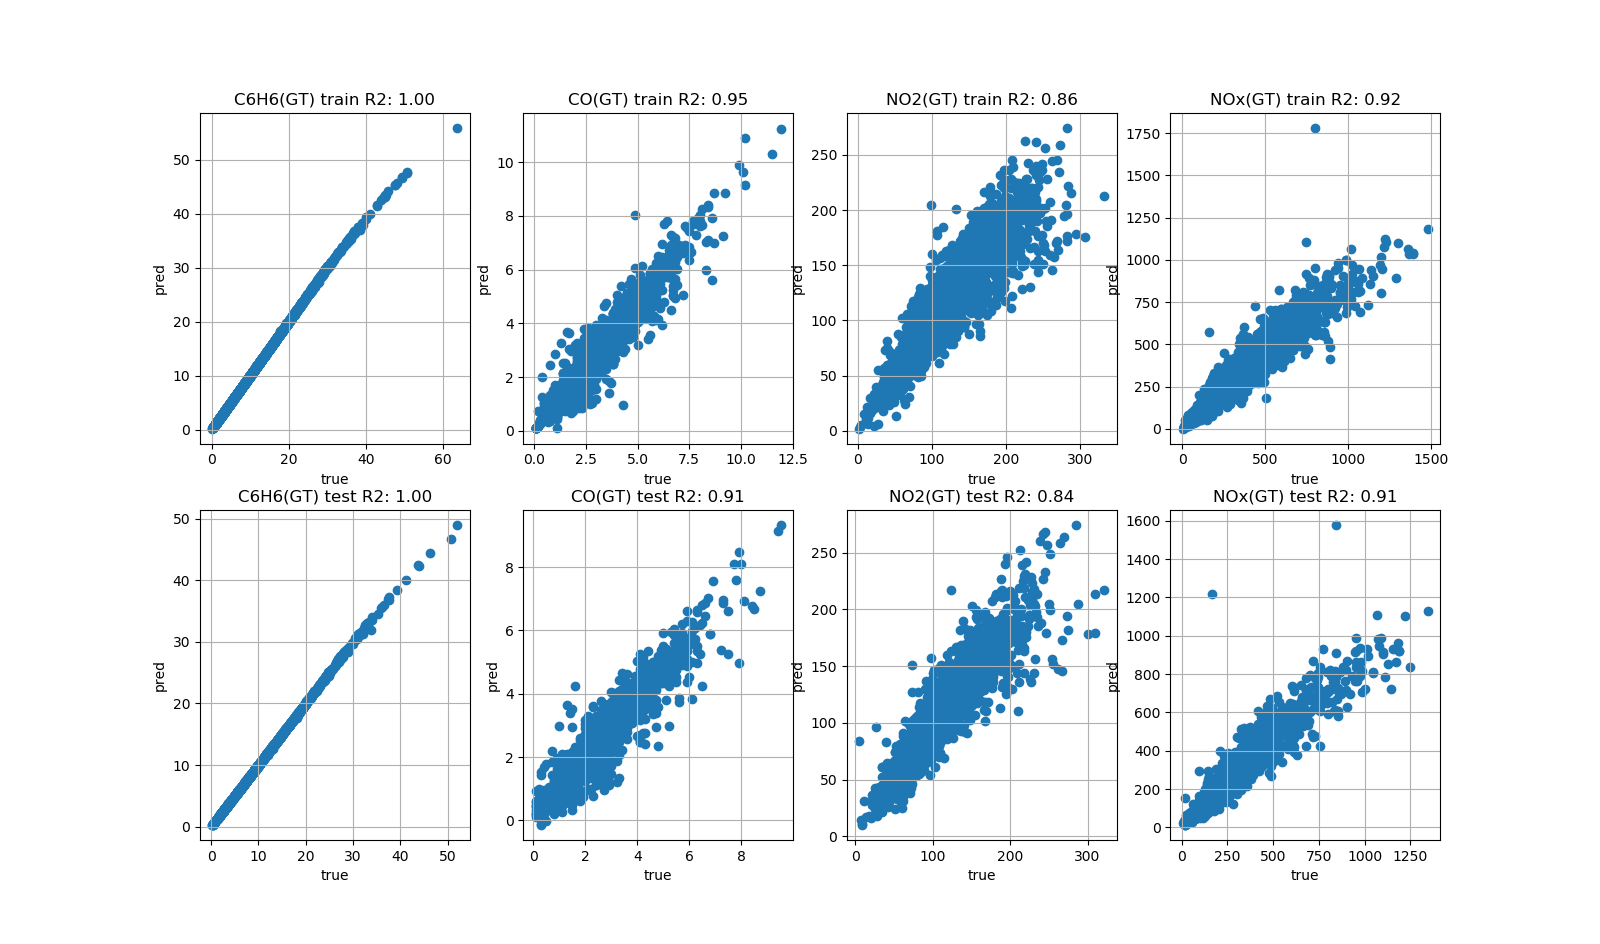 C6H6(GT) train R2: 1.00
CO(GT) train R2: 0.95
NO2(GT) train R2: 0.86
NOx(GT) train R2: 0.92
50
40
30
20
10
0
pred
0 20 40 60
true
10
8
6
4
2
0
pred
0.0 2.5 5.0 7.5 10.0 12.5
true
250
200
150
100
50
0
pred
0 100 200 300
true
1750
1500
1250
1000
750
500
250
0
pred
0 500 1000 1500
true
C6H6(GT) test R2: 1.00
CO(GT) test R2: 0.91
NO2(GT) test R2: 0.84
NOx(GT) test R2: 0.91
50
40
30
20
10
0
pred
0 10 20 30 40 50
true
8
6
4
2
0
pred
0 2 4 6 8
true
250
200
150
100
50
0
pred
0 100 200 300
true
1600
1400
1200
1000
800
600
400
200
0
pred
0 250 500 750 1000 1250
true